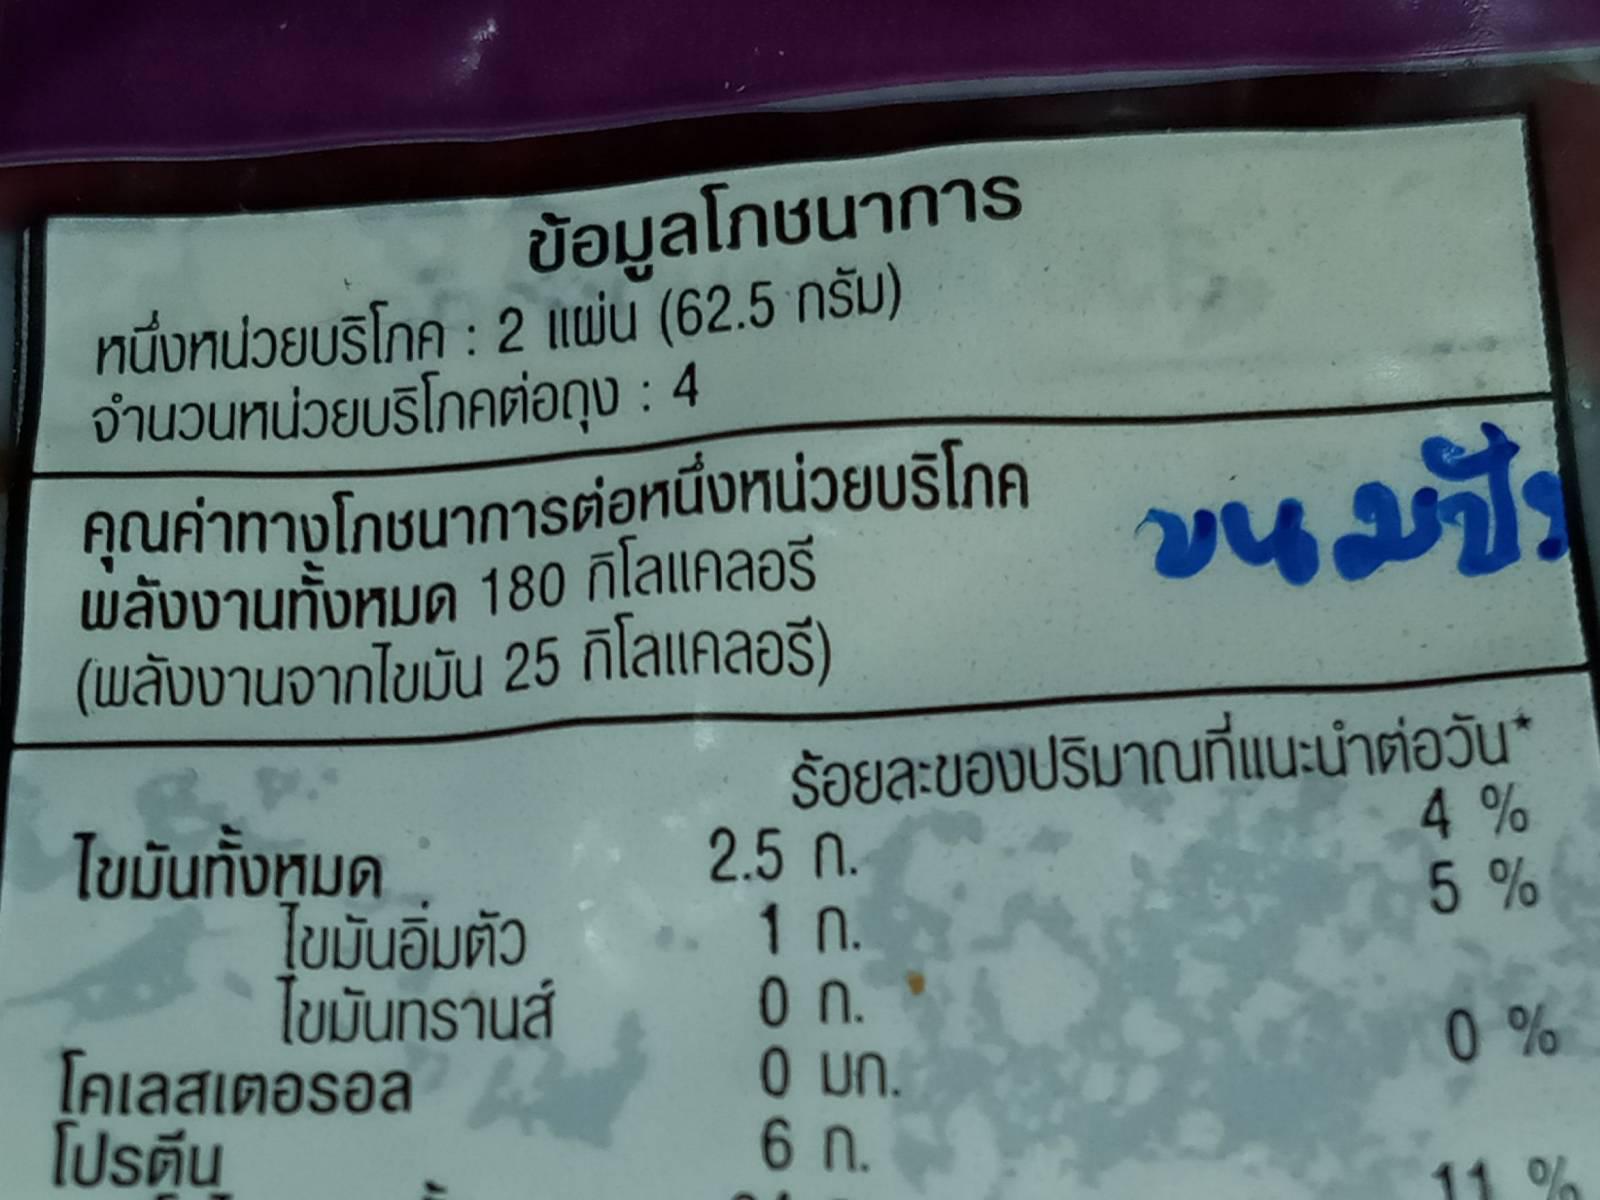 ข้อมูลโภชนาการ
หนึ่งหน่วยบริโภค : 2 แผ่น (62.5 กรัม)
จำนวนหน่วยบริโภคต่อถุง : 4
คุณค่าทางโภชนาการต่อหนึ่งหน่วยบริโภค
พลังงานทั้งหมด 180 กิโลแคลอรี
(พลังงานจากไขมัน 25 กิโลแคลอรี)
ขนมปัง
ร้อยละของปริมาณที่แนะนำต่อวัน*
ไขมันทั้งหมด 2.5 ก. 4 %
ไขมันอิ่มตัว 1 ก. 5 %
ไขมันทรานส์ 0 ก.
โคเลสเตอรอล 0 มก. 0 %
โปรตีน 6 ก.
11 %